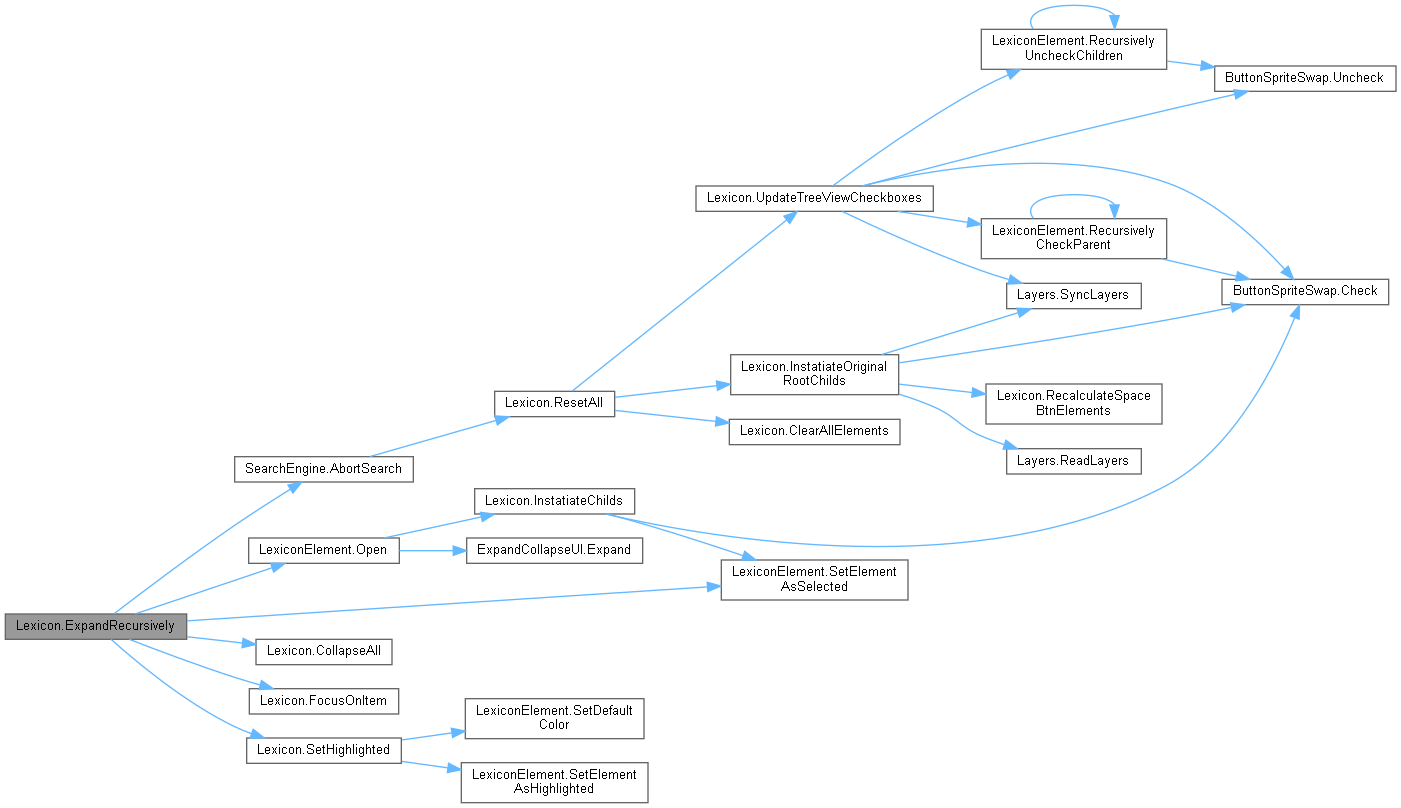 LexiconElement.Recursively
UncheckChildren
ButtonSpriteSwap.Uncheck
Lexicon.UpdateTreeViewCheckboxes
LexiconElement.Recursively
CheckParent
ButtonSpriteSwap.Check
Layers.SyncLayers
Lexicon.InstatiateOriginal
RootChilds
Lexicon.ResetAll
Lexicon.RecalculateSpace
BtnElements
Lexicon.ClearAllElements
Layers.ReadLayers
SearchEngine.AbortSearch
Lexicon.InstatiateChilds
LexiconElement.Open
ExpandCollapseUI.Expand
LexiconElement.SetElement
AsSelected
Lexicon.ExpandRecursively
Lexicon.CollapseAll
Lexicon.FocusOnItem
LexiconElement.SetDefault
Color
Lexicon.SetHighlighted
LexiconElement.SetElement
AsHighlighted